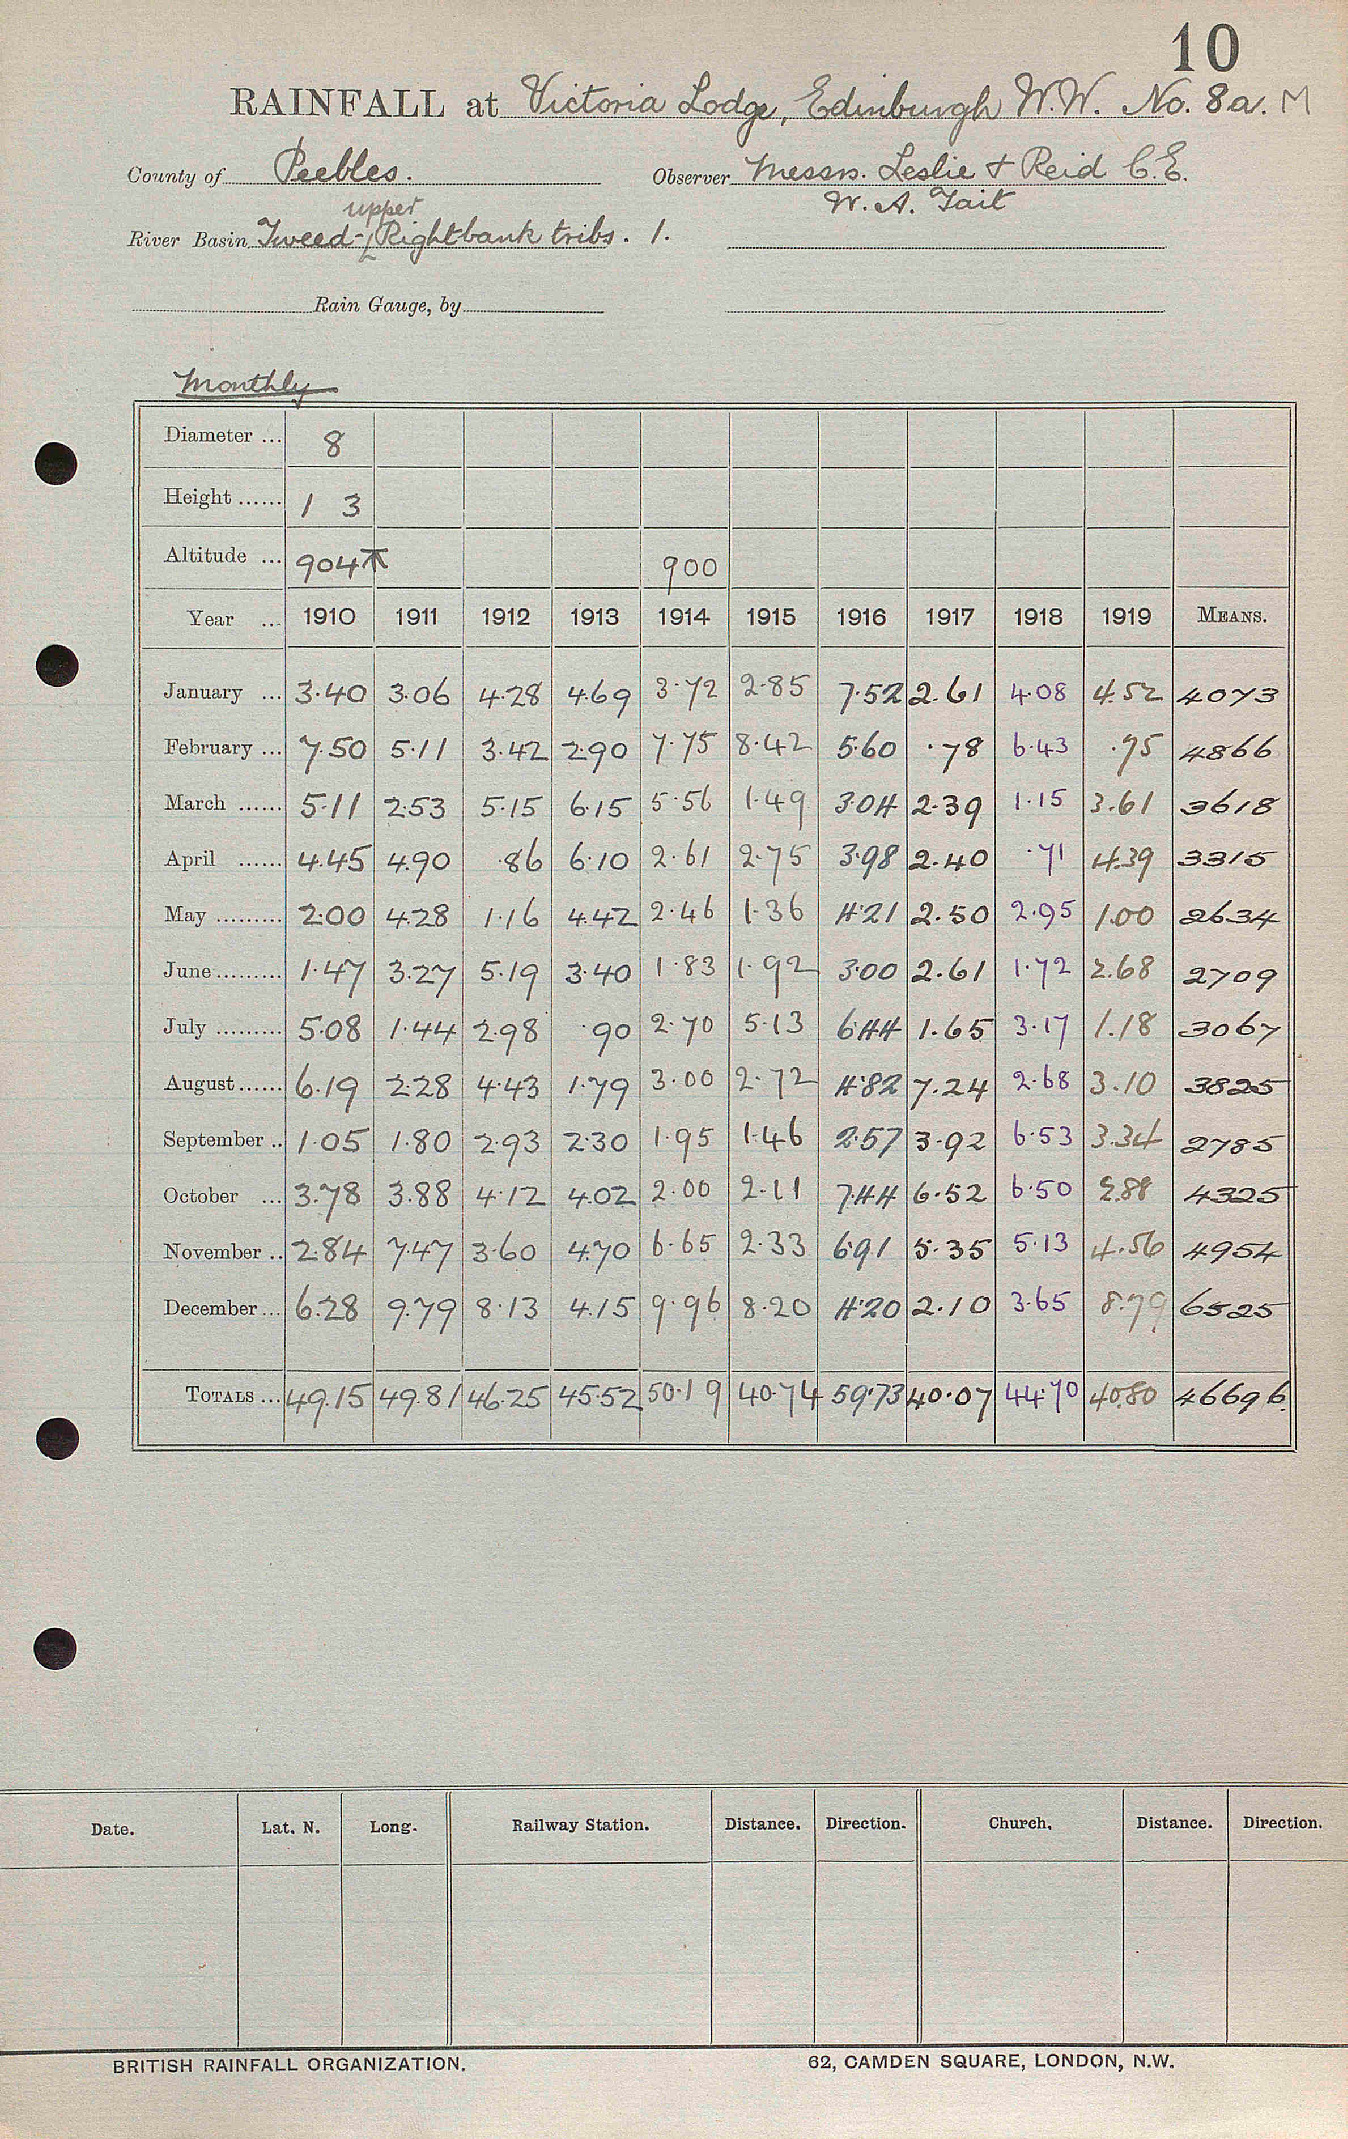 10
RAINFALL at Victoria Lodge, Edinburgh W.W. No. 8a. M
County of Peebles. Observer Messrs. Leslie & Reid C.E.
W. A. Tait
upper
River Basin Tweed-Rightbank tribs. 1.
Rain Gauge, by
Monthly
Diameter ... 8
Height ...... 1 3
Altitude ... 904 900
Year ... 1910 1911 1912 1913 1914 1915 1916 1917 1918 1919 MEANS.
January ... 3.40 3.06 4.28 4.69 3.72 2.85 7.52 2.61 4.08 4.52 4073
February ... 7.50 5.11 3.42 2.90 7.75 8.42 5.60 .78 6.43 .75 4866
March ...... 5.11 2.53 5.15 6.15 5.56 1.49 3.04 2.39 1.15 3.61 3618
April ...... 4.45 4.90 .86 6.10 2.61 2.75 3.98 2.40 .71 4.39 3315
May ......... 2.00 4.28 1.16 4.42 2.46 1.36 4.21 2.50 2.95 1.00 2634
June ......... 1.47 3.27 5.19 3.40 1.83 1.92 3.00 2.61 1.72 2.68 2709
July ......... 5.08 1.44 2.98 .90 2.70 5.13 6.44 1.65 3.17 1.18 3067
August ...... 6.19 2.28 4.43 1.79 3.00 2.72 4.82 7.24 2.68 3.10 3825
September .. 1.05 1.80 2.93 2.30 1.95 1.46 2.57 3.92 6.53 3.34 2785
October ... 3.78 3.88 4.12 4.02 2.00 2.11 7.44 6.52 6.50 2.88 4325
November .. 2.84 7.47 3.60 4.70 6.65 2.33 6.91 5.35 5.13 4.56 4954
December ... 6.28 9.79 8.13 4.15 9.96 8.20 4.20 2.10 3.65 8.79 6525
TOTALS ... 49.15 49.81 46.25 45.52 50.19 40.74 59.73 40.07 44.70 40.80 46696
Date. Lat. N. Long. Railway Station. Distance. Direction. Church. Distance. Direction.
BRITISH RAINFALL ORGANIZATION. 62, CAMDEN SQUARE, LONDON, N.W.